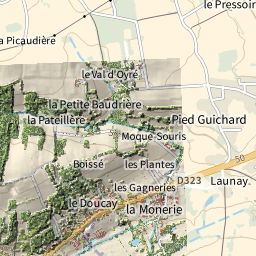 le Pressoir
a Picaudière
le Val d'Oyré
la Petite Baudrière
la Pateillère
Pied Guichard
Moque-Souris
50
Boissé
les Plantes
D323
Launay
les Gagneries
le Doucay
la Monerie